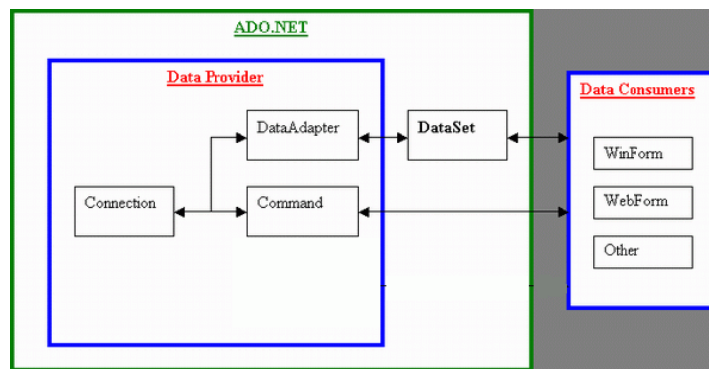 ADO.NET
Data Provider
Data Consumers
DataAdapter
DataSet
WinForm
Connection
Command
WebForm
Other